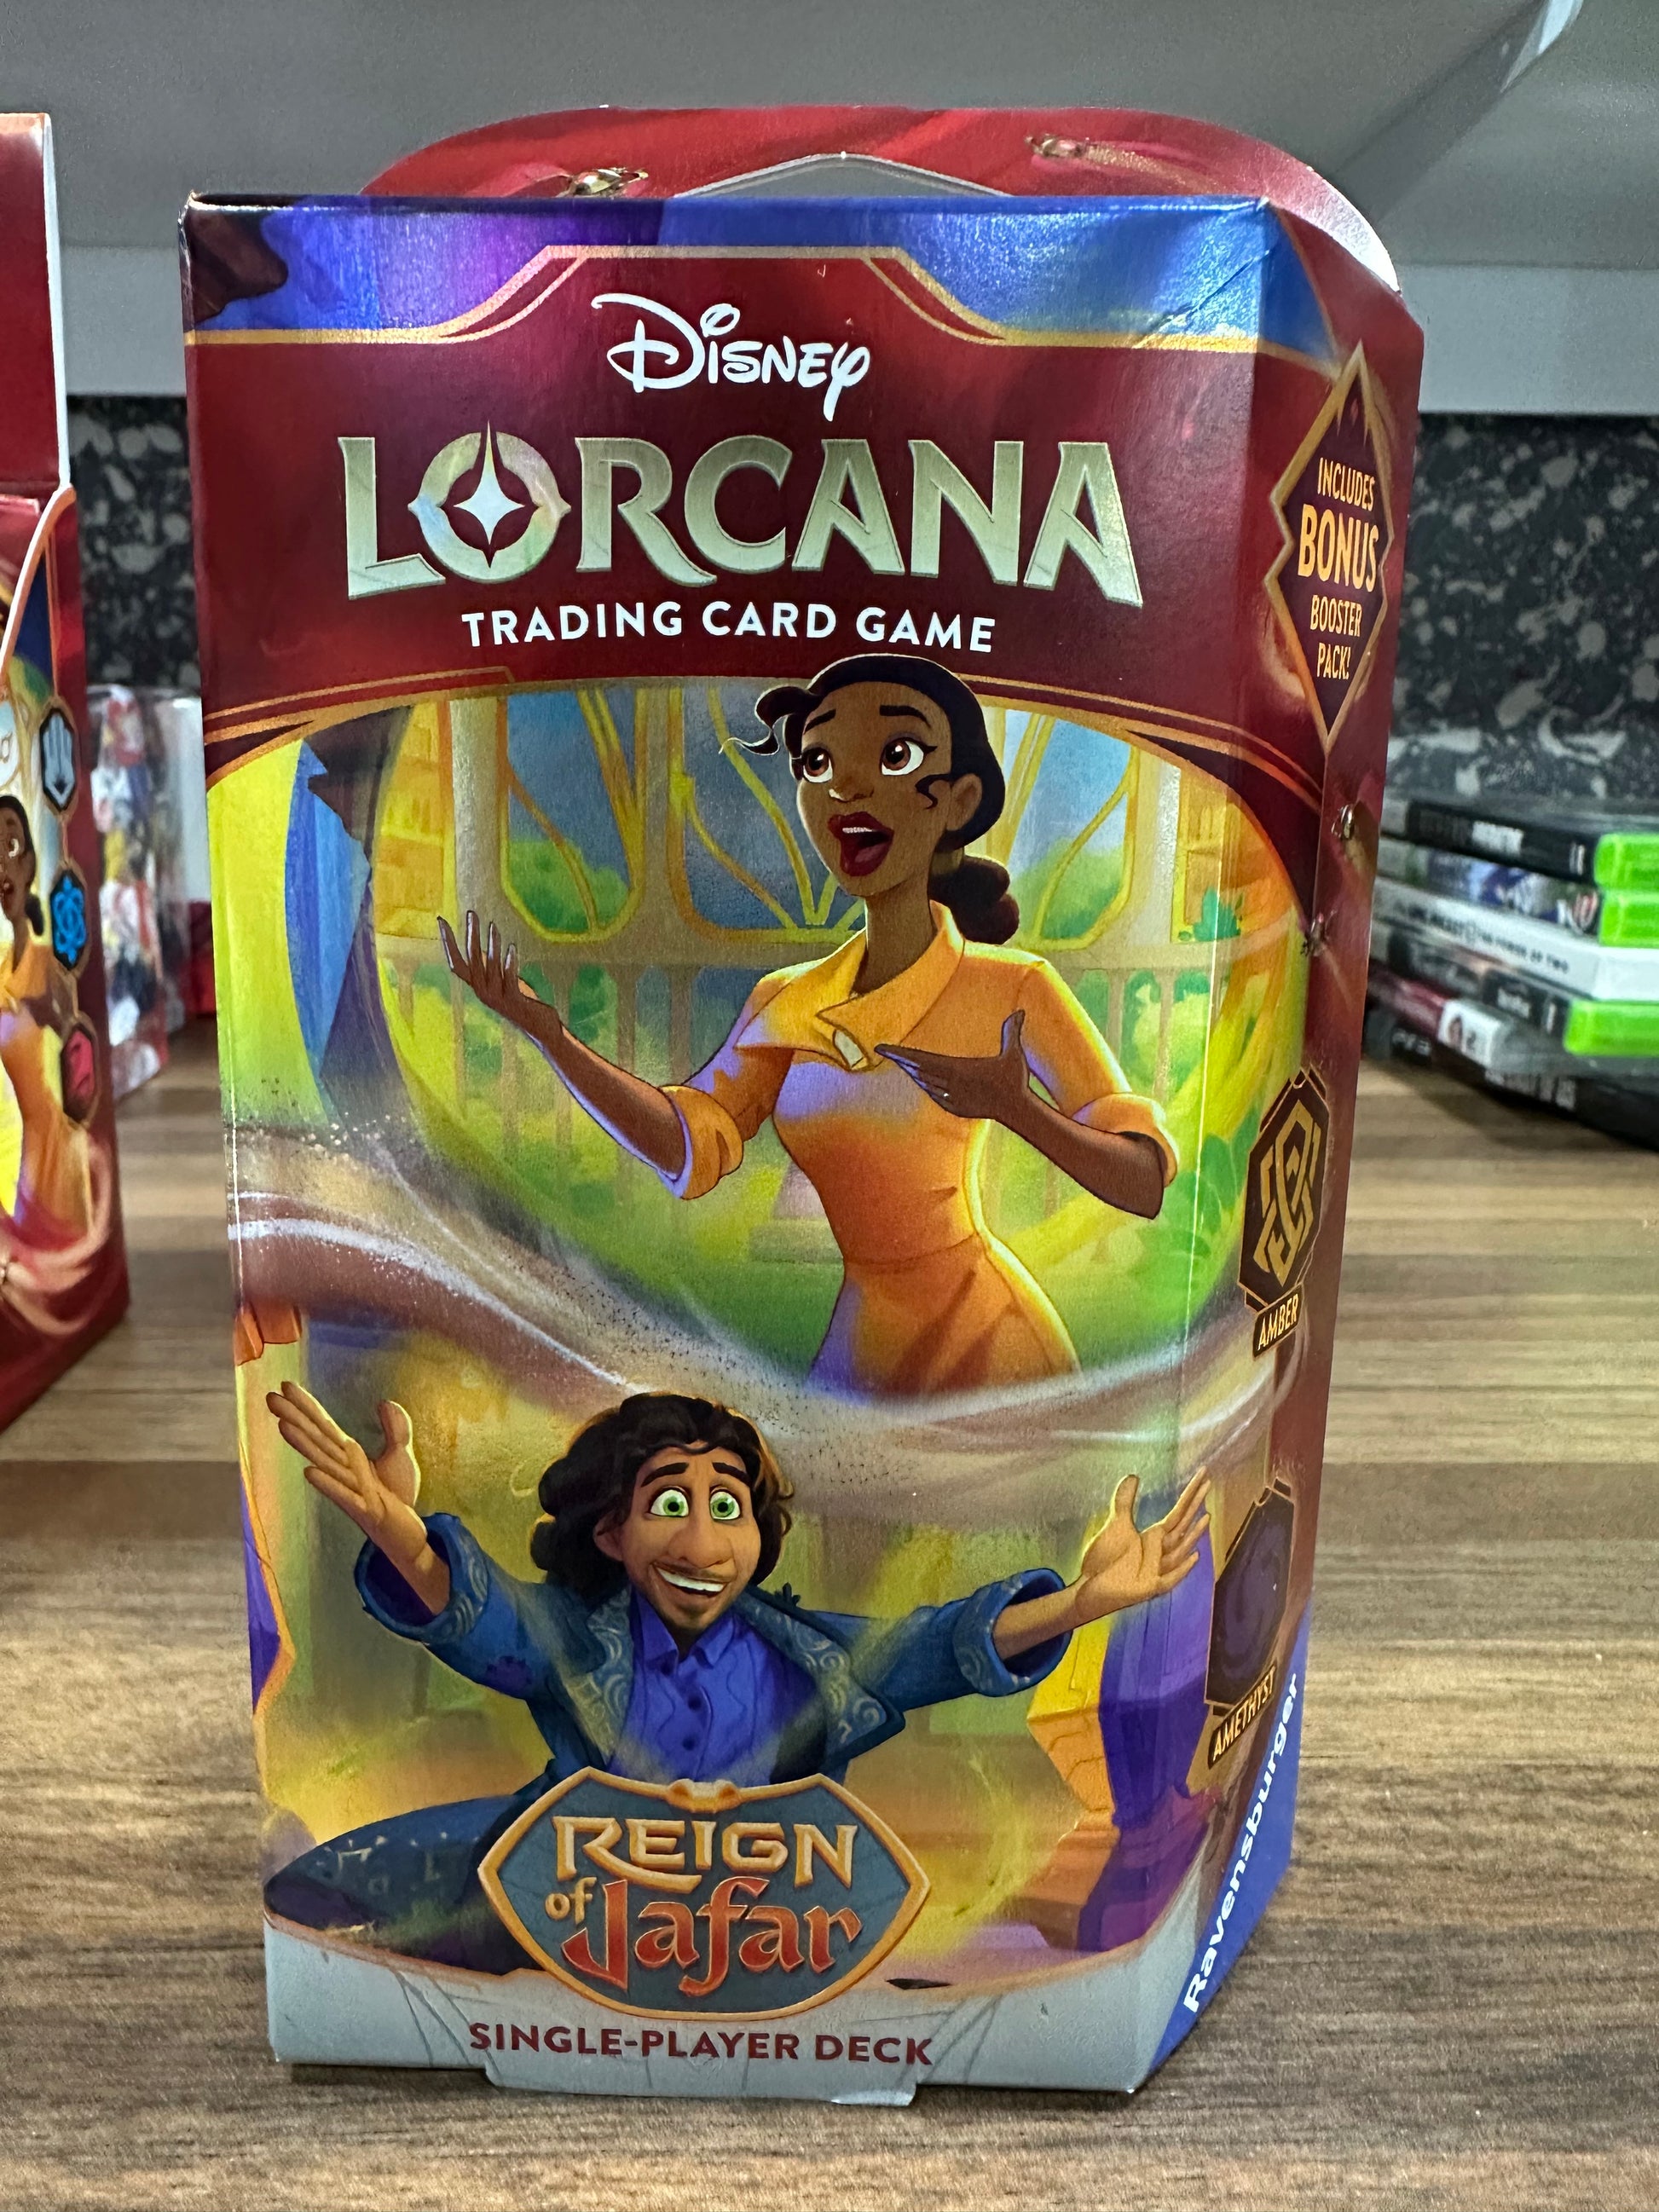 Disney
LORCANA
TRADING CARD GAME
INCLUDES
BONUS
BOOSTER
PACK!
AMBER
AMETHYST
Ravensburger
REIGN
of Jafar
SINGLE-PLAYER DECK